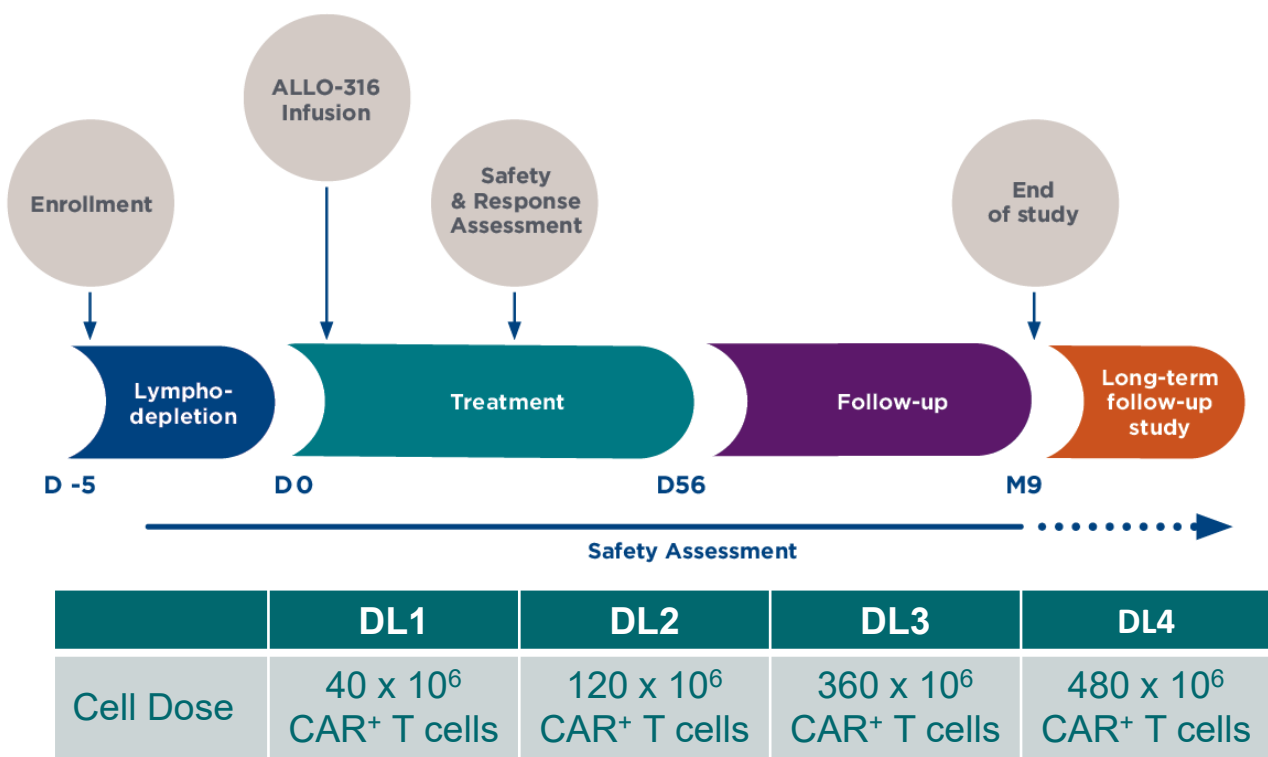 ALLO-316
Infusion
Enrollment
Safety
& Response
Assessment
End
of study
Lympho-
depletion
Treatment
Follow-up
Long-term
follow-up
study
D -5
D 0
D56
M9
Safety Assessment
DL1 DL2 DL3 DL4
Cell Dose
40 x 10⁶
CAR⁺ T cells
120 x 10⁶
CAR⁺ T cells
360 x 10⁶
CAR⁺ T cells
480 x 10⁶
CAR⁺ T cells